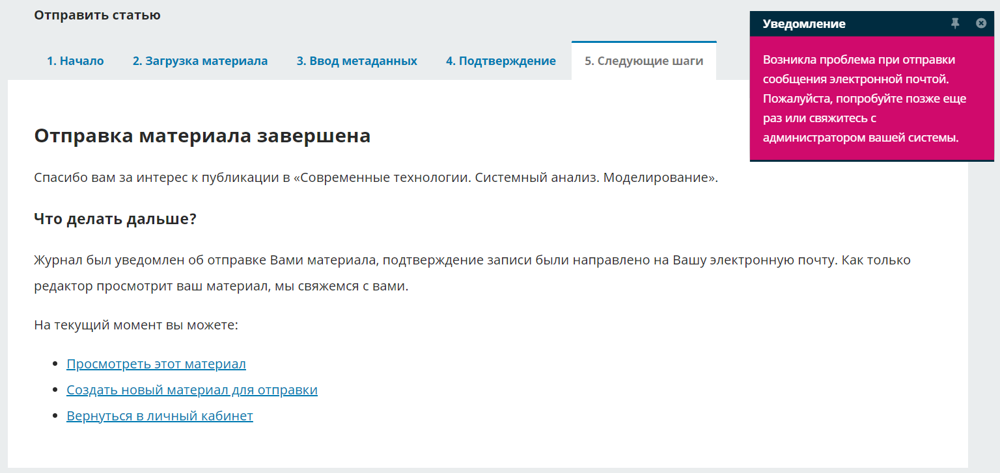 Отправить статью
1. Начало
2. Загрузка материала
3. Ввод метаданных
4. Подтверждение
5. Следующие шаги
Уведомление
Возникла проблема при отправки
сообщения электронной почтой.
Пожалуйста, попробуйте позже еще
раз или свяжитесь с
администратором вашей системы.
Отправка материала завершена
Спасибо вам за интерес к публикации в «Современные технологии. Системный анализ. Моделирование».
Что делать дальше?
Журнал был уведомлен об отправке Вами материала, подтверждение записи были направлено на Вашу электронную почту. Как только
редактор просмотрит ваш материал, мы свяжемся с вами.
На текущий момент вы можете:
Просмотреть этот материал
Создать новый материал для отправки
Вернуться в личный кабинет